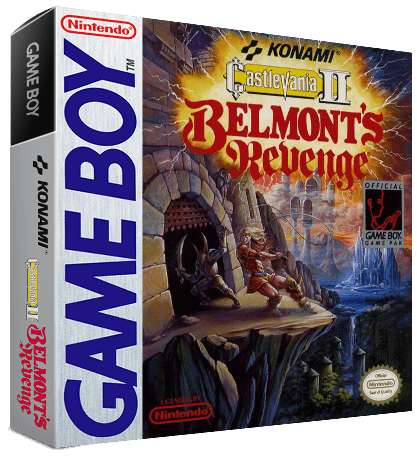 GAME BOY
KONAMI
Castlevania II
BELMONT'S
Revenge
Nintendo
GAME BOY™
KONAMI®
Castlevania II
BELMONT'S
Revenge
OFFICIAL
GAME BOY
GAME PAK
LICENSED BY
Nintendo
Nintendo